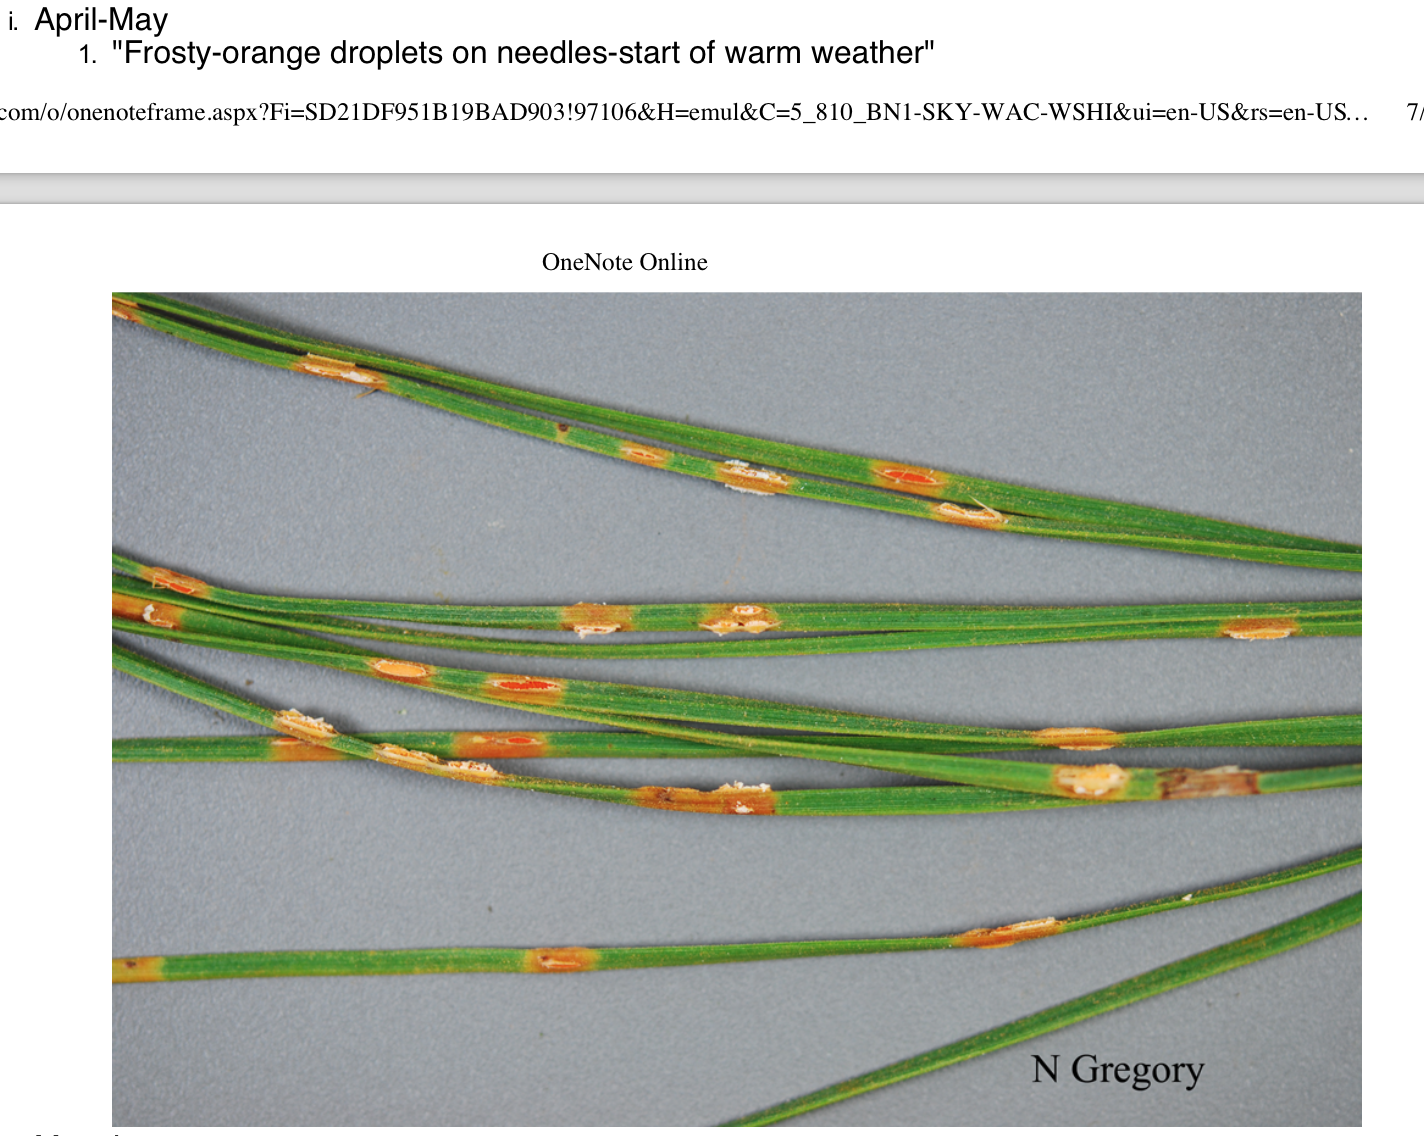 i. April-May
1. "Frosty-orange droplets on needles-start of warm weather"
com/o/onenoteframe.aspx?Fi=SD21DF951B19BAD903!97106&H=emul&C=5_810_BN1-SKY-WAC-WSHI&ui=en-US&rs=en-US... 7/
OneNote Online
N Gregory